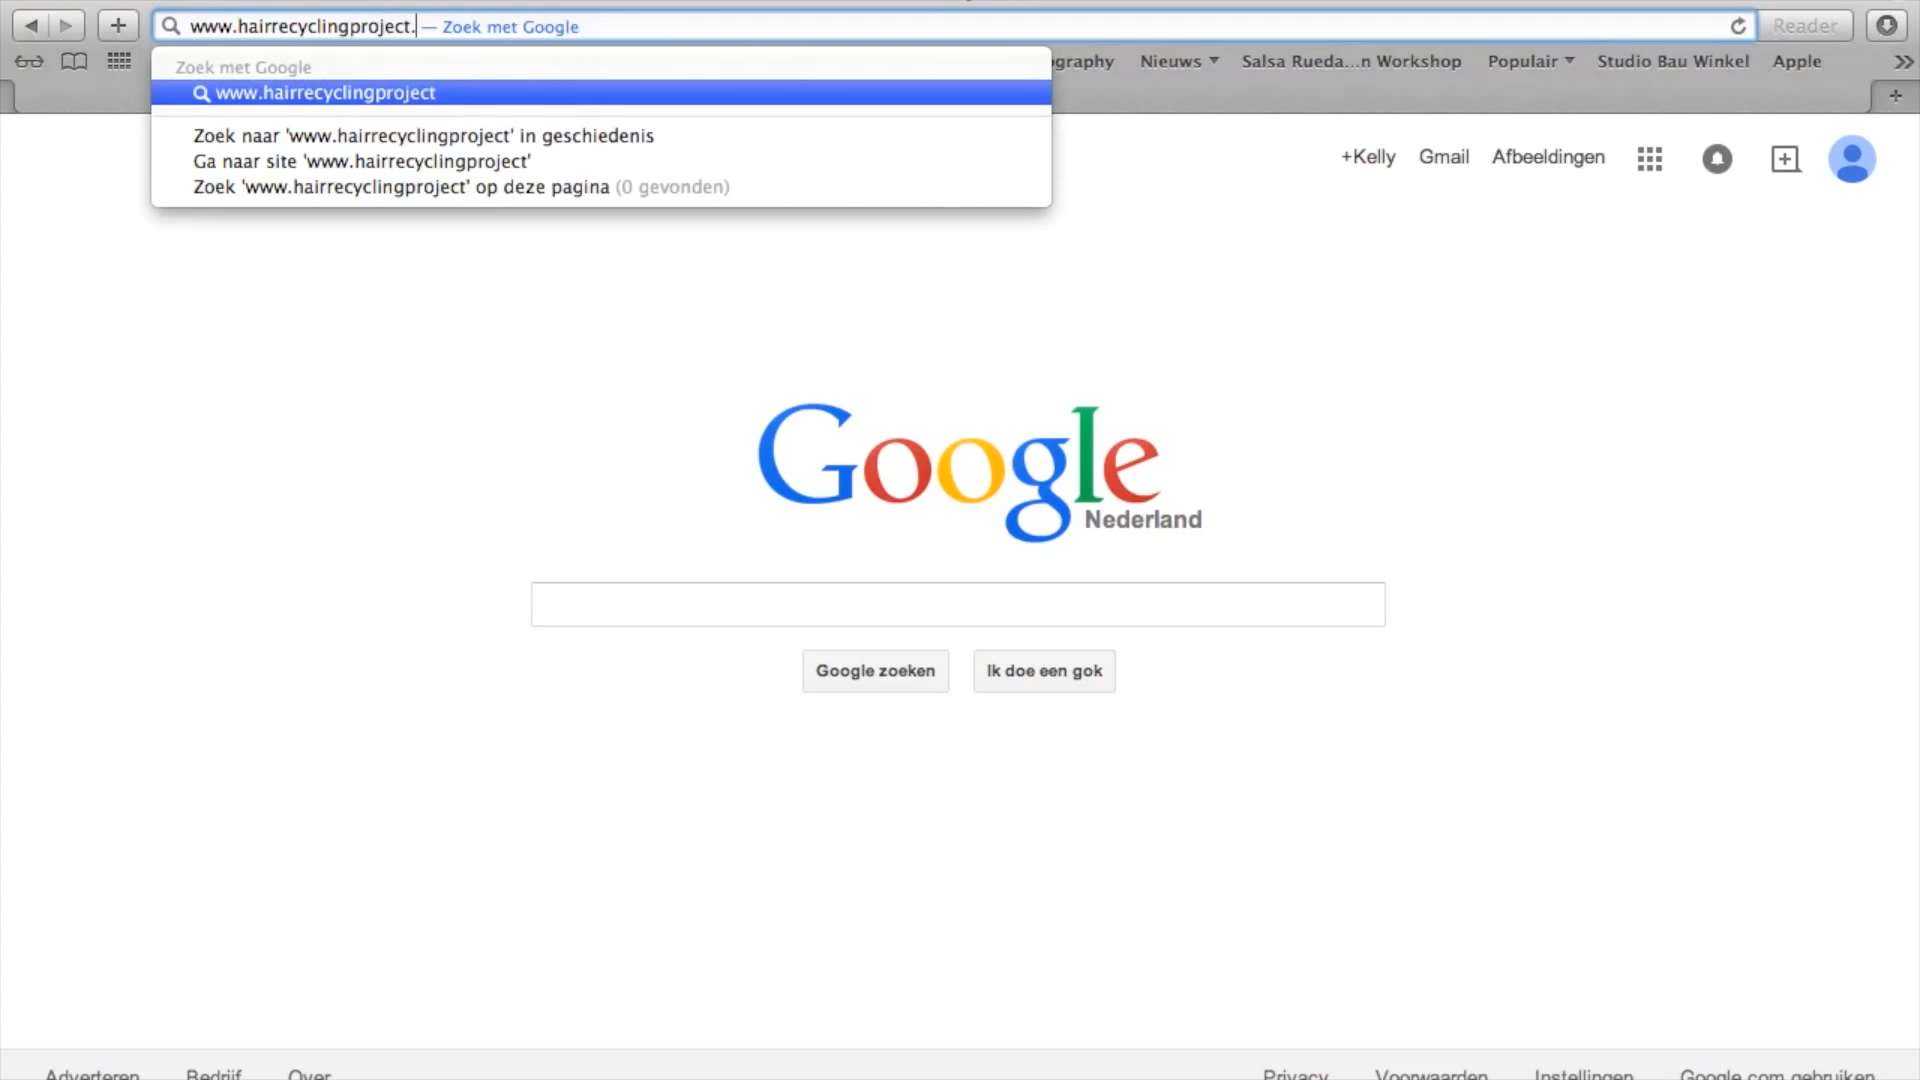 www.hairrecyclingproject. — Zoek met Google
Reader
Zoek met Google
www.hairrecyclingproject
Zoek naar 'www.hairrecyclingproject' in geschiedenis
Ga naar site 'www.hairrecyclingproject'
Zoek 'www.hairrecyclingproject' op deze pagina (0 gevonden)
ography Nieuws Salsa Rueda...n Workshop Populair Studio Bau Winkel Apple
+Kelly Gmail Afbeeldingen
Google
Nederland
Google zoeken Ik doe een gok
Adverteren Bedrijf Over Privacy Voorwaarden Instellingen Google.com gebruiken